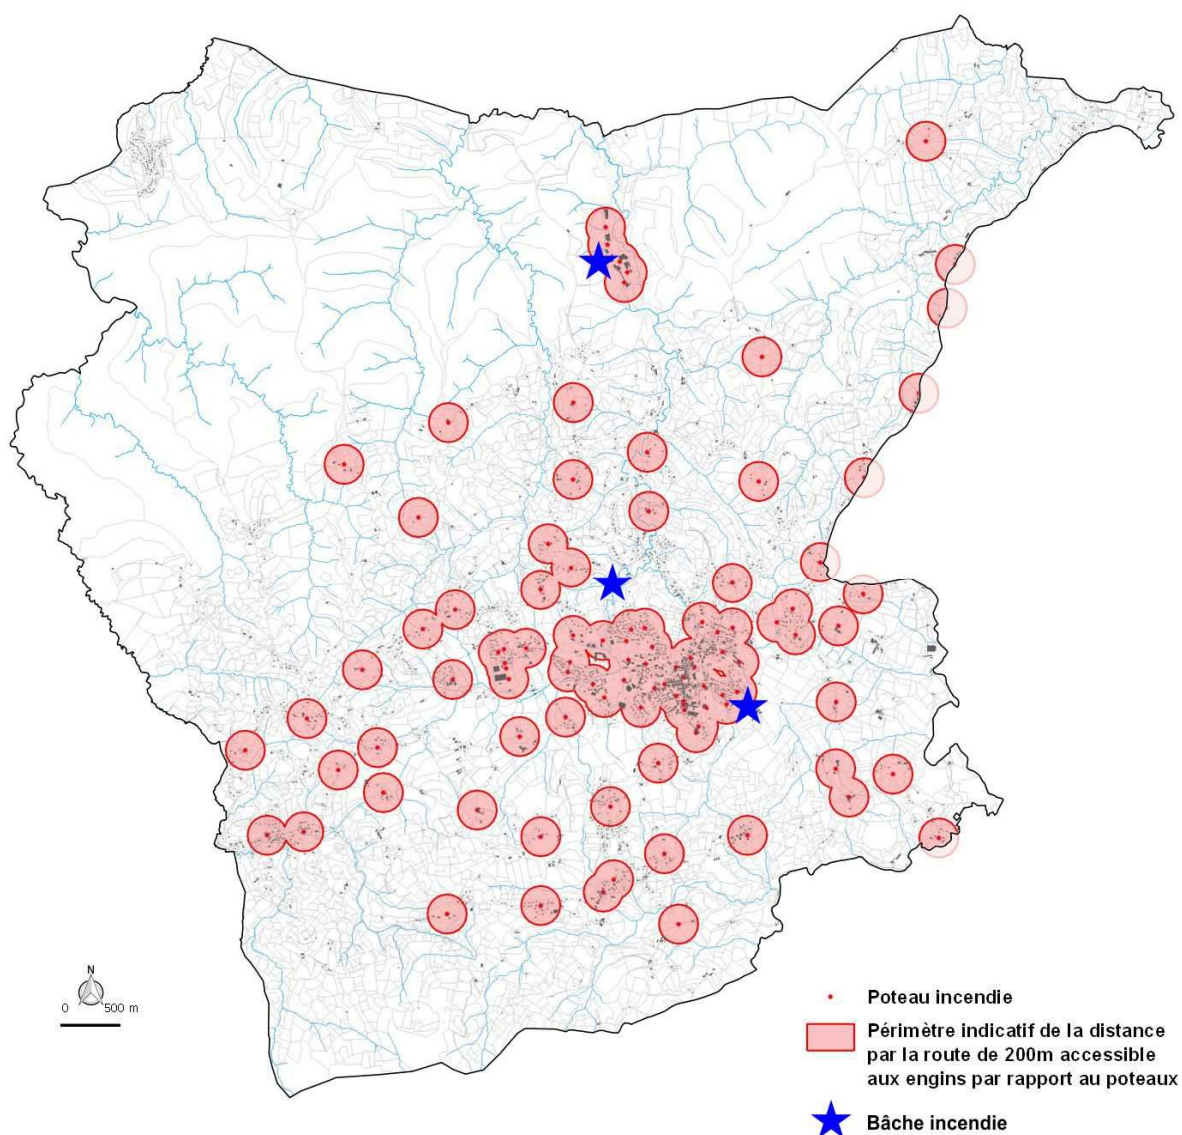 N
0 500 m
Poteau incendie
Périmètre indicatif de la distance
par la route de 200m accessible
aux engins par rapport au poteaux
Bâche incendie